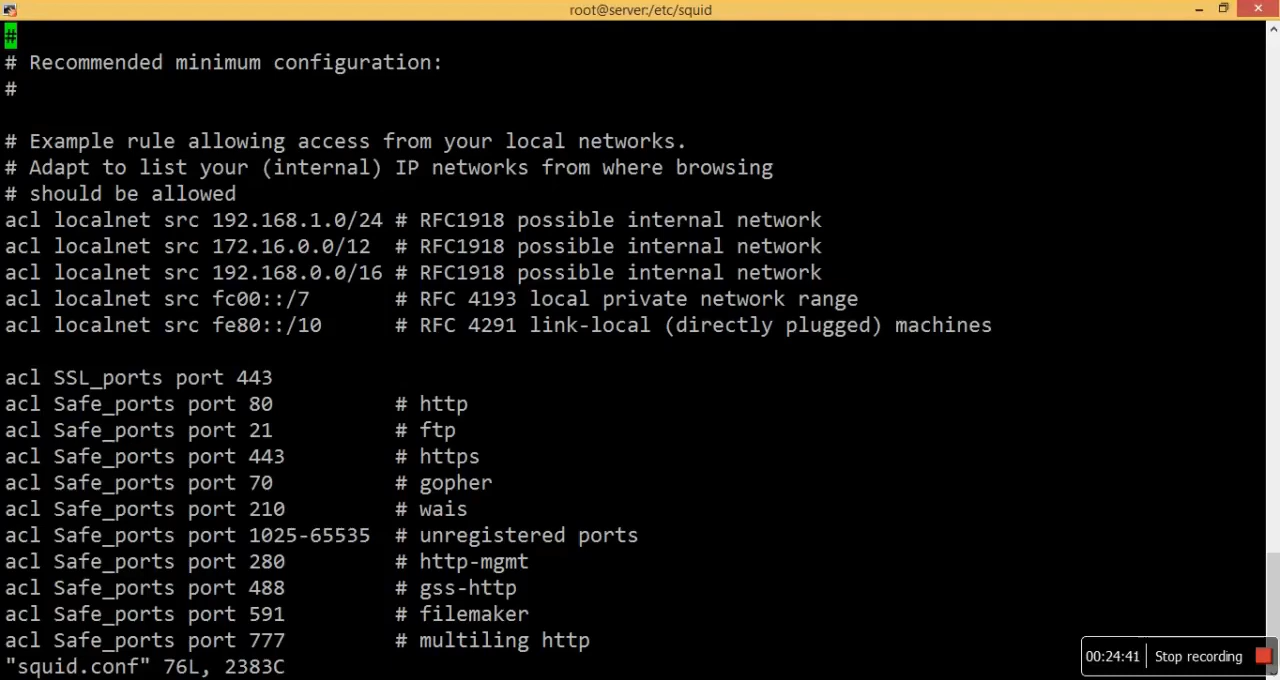 root@server:/etc/squid
#
# Recommended minimum configuration:
#
# Example rule allowing access from your local networks.
# Adapt to list your (internal) IP networks from where browsing
# should be allowed
acl localnet src 192.168.1.0/24 # RFC1918 possible internal network
acl localnet src 172.16.0.0/12  # RFC1918 possible internal network
acl localnet src 192.168.0.0/16 # RFC1918 possible internal network
acl localnet src fc00::/7       # RFC 4193 local private network range
acl localnet src fe80::/10      # RFC 4291 link-local (directly plugged) machines
acl SSL_ports port 443
acl Safe_ports port 80          # http
acl Safe_ports port 21          # ftp
acl Safe_ports port 443         # https
acl Safe_ports port 70          # gopher
acl Safe_ports port 210         # wais
acl Safe_ports port 1025-65535  # unregistered ports
acl Safe_ports port 280         # http-mgmt
acl Safe_ports port 488         # gss-http
acl Safe_ports port 591         # filemaker
acl Safe_ports port 777         # multiling http
"squid.conf" 76L, 2383C
00:24:41 Stop recording